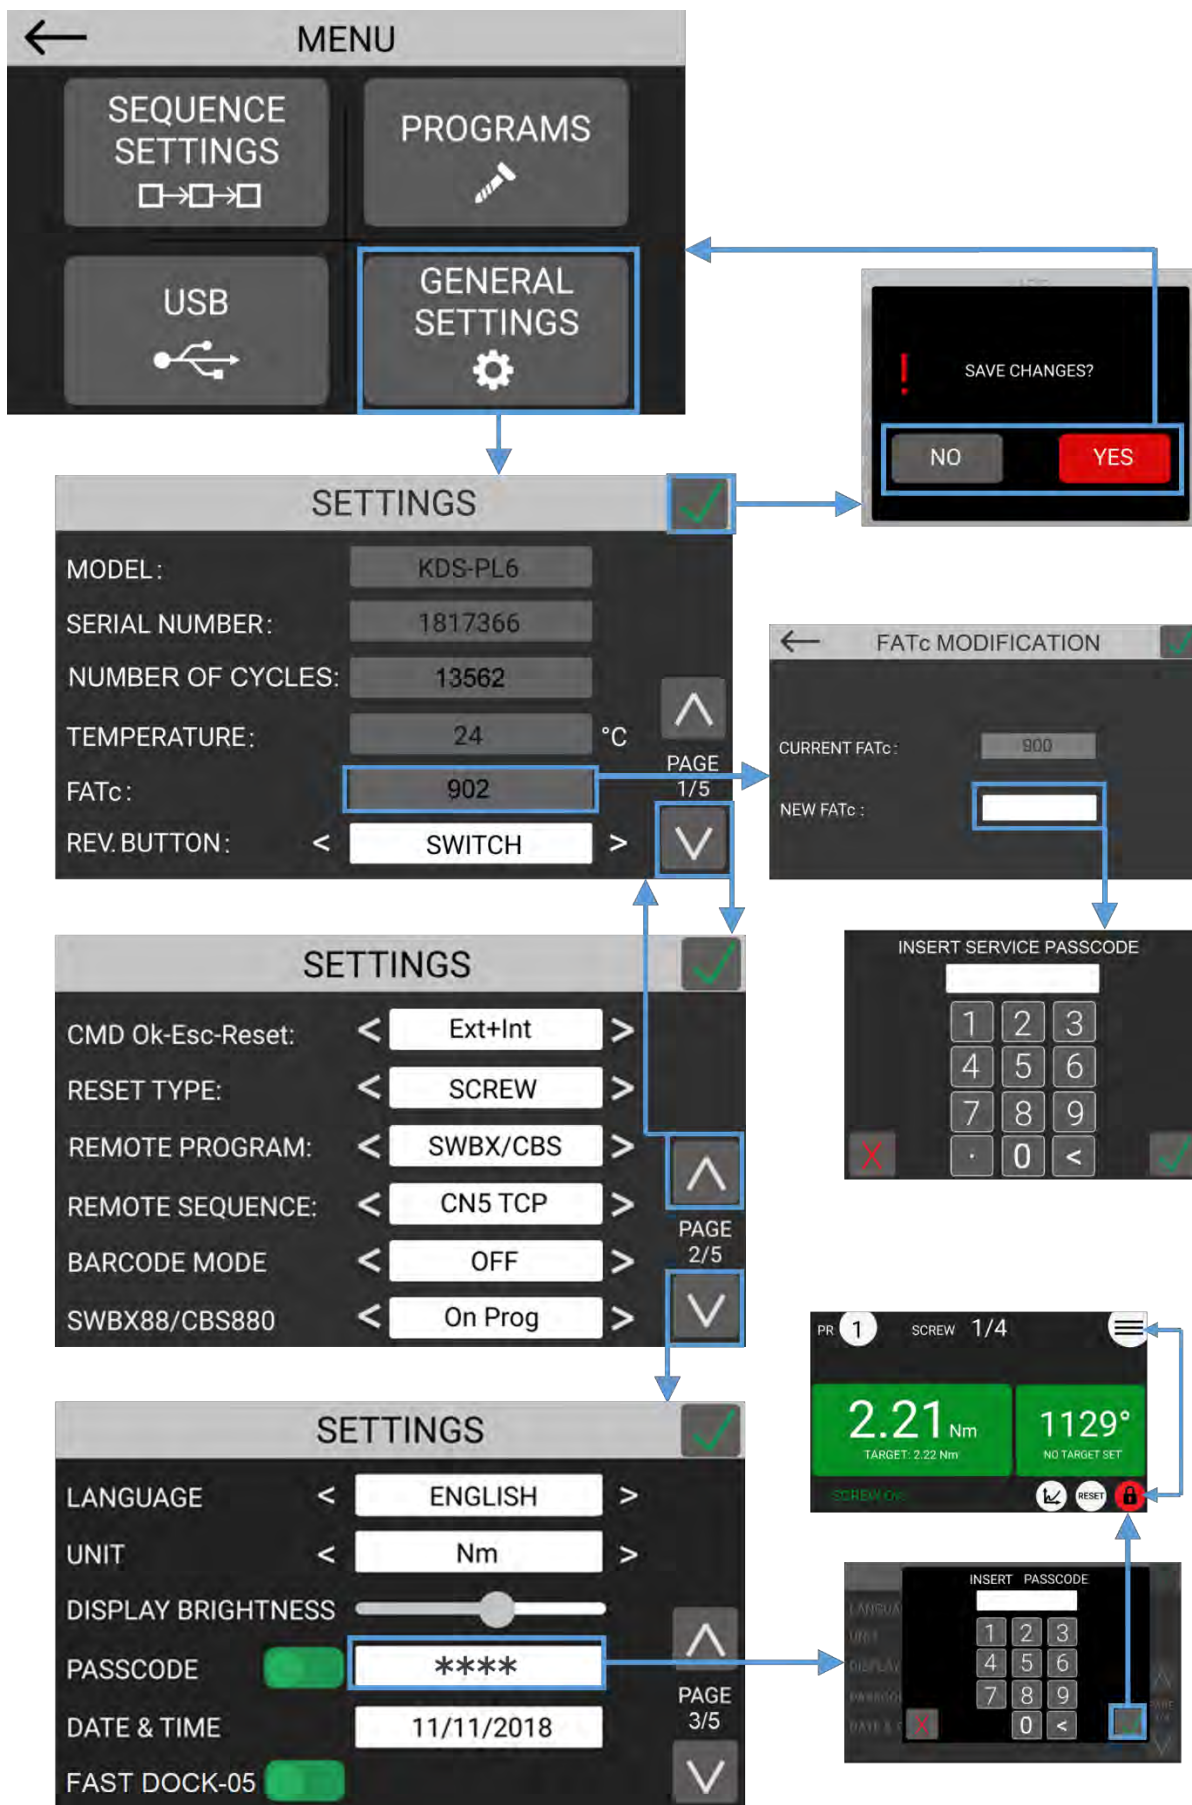 MENU
SEQUENCE
SETTINGS
PROGRAMS
USB
GENERAL
SETTINGS
SAVE CHANGES?
NO
YES
SETTINGS
MODEL:
KDS-PL6
SERIAL NUMBER:
1817366
NUMBER OF CYCLES:
13562
TEMPERATURE:
24
°C
FATc:
902
REV. BUTTON:
<
SWITCH
>
PAGE
1/5
FATc MODIFICATION
CURRENT FATc:
900
NEW FATc :
INSERT SERVICE PASSCODE
1 2 3
4 5 6
7 8 9
X
. 0 <
SETTINGS
CMD Ok-Esc-Reset: < Ext+Int >
RESET TYPE: < SCREW >
REMOTE PROGRAM: < SWBX/CBS >
REMOTE SEQUENCE: < CN5 TCP >
BARCODE MODE < OFF >
SWBX88/CBS880 < On Prog >
PAGE
2/5
PR 1 SCREW 1/4
2.21 Nm
TARGET: 2.22 Nm
1129°
NO TARGET SET
SCREW OK
RESET
SETTINGS
LANGUAGE < ENGLISH >
UNIT < Nm >
DISPLAY BRIGHTNESS
PASSCODE ****
DATE & TIME 11/11/2018
FAST DOCK-05
PAGE
3/5
INSERT PASSCODE
1 2 3
4 5 6
7 8 9
X
0 <